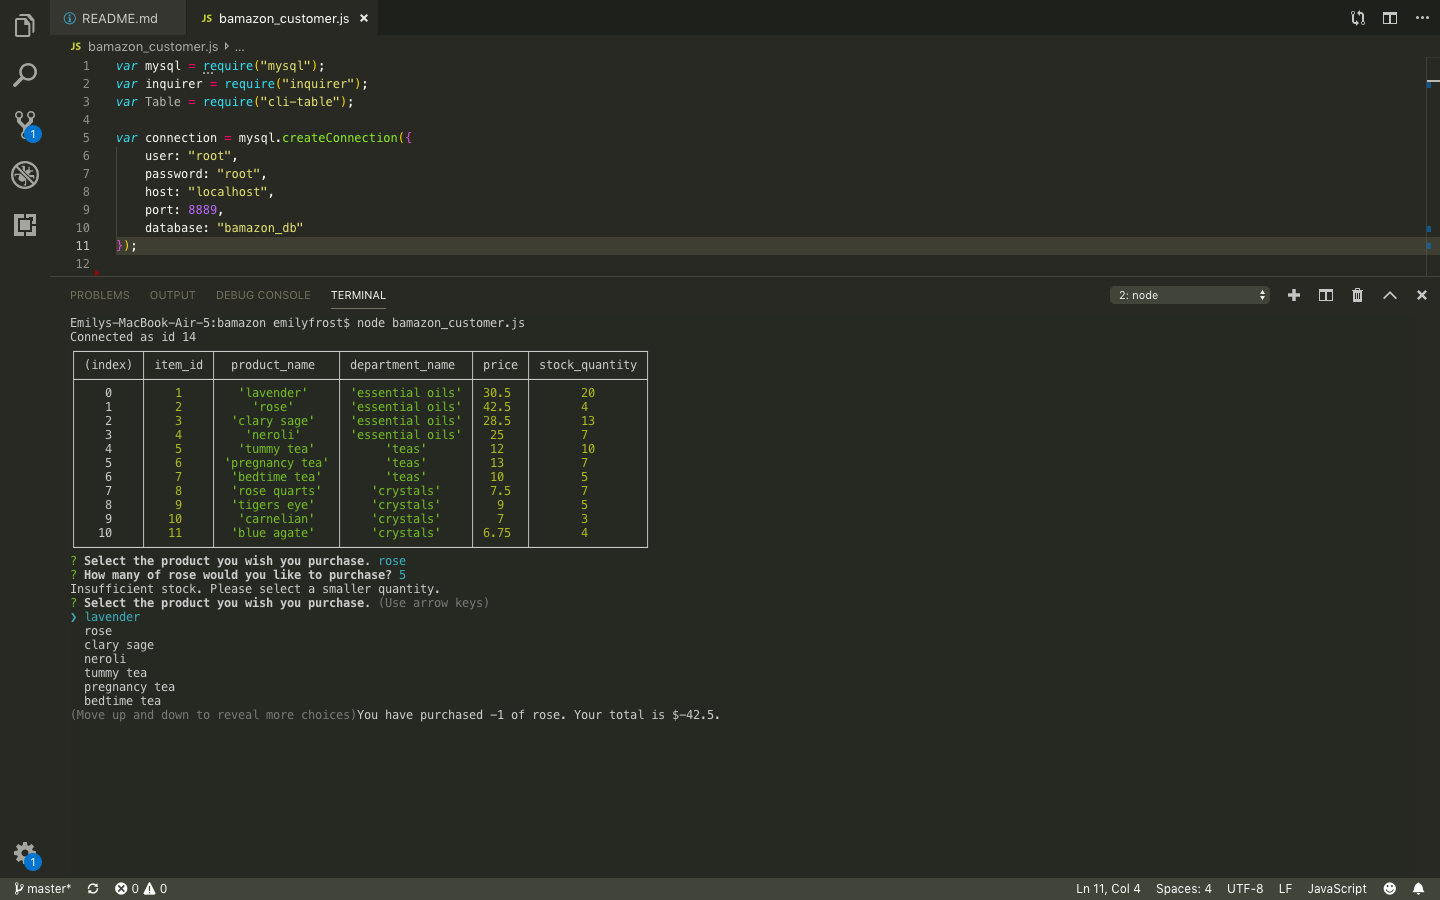 README.md
JS bamazon_customer.js ×
JS bamazon_customer.js ...
1 var mysql = require("mysql");
2 var inquirer = require("inquirer");
3 var Table = require("cli-table");
4
5 var connection = mysql.createConnection({
6 user: "root",
7 password: "root",
8 host: "localhost",
9 port: 8889,
10 database: "bamazon_db"
11 });
12
PROBLEMS OUTPUT DEBUG CONSOLE TERMINAL 2: node
Emilys-MacBook-Air-5:bamazon emilyfrost$ node bamazon_customer.js
Connected as id 14
(index) item_id product_name department_name price stock_quantity
0 1 'lavender' 'essential oils' 30.5 20
1 2 'rose' 'essential oils' 42.5 4
2 3 'clary sage' 'essential oils' 28.5 13
3 4 'neroli' 'essential oils' 25 7
4 5 'tummy tea' 'teas' 12 10
5 6 'pregnancy tea' 'teas' 13 7
6 7 'bedtime tea' 'teas' 10 5
7 8 'rose quarts' 'crystals' 7.5 7
8 9 'tigers eye' 'crystals' 9 5
9 10 'carnelian' 'crystals' 7 3
10 11 'blue agate' 'crystals' 6.75 4
? Select the product you wish you purchase. rose
? How many of rose would you like to purchase? 5
Insufficient stock. Please select a smaller quantity.
? Select the product you wish you purchase. (Use arrow keys)
❯ lavender
rose
clary sage
neroli
tummy tea
pregnancy tea
bedtime tea
(Move up and down to reveal more choices)You have purchased -1 of rose. Your total is $-42.5.
1
1
master* 0 0 Ln 11, Col 4 Spaces: 4 UTF-8 LF JavaScript